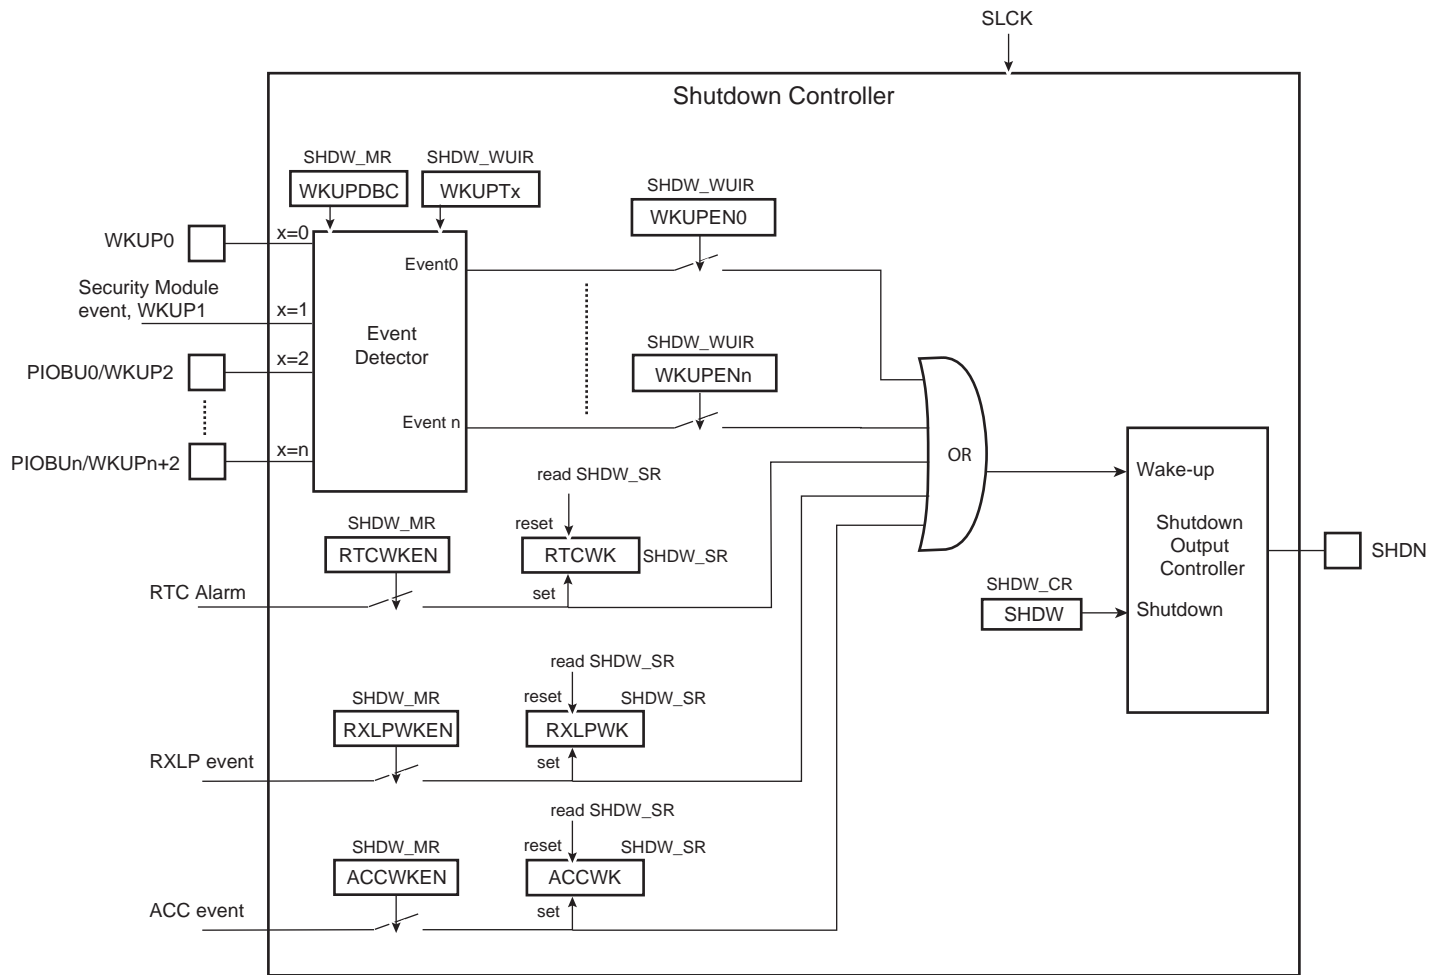 SLCK
Shutdown Controller
SHDW_MR
SHDW_WUIR
WKUPDBC
WKUPTx
SHDW_WUIR
WKUPEN0
WKUP0
x=0
Event0
Security Module
event, WKUP1
x=1
Event
Detector
SHDW_WUIR
WKUPENn
PIOBU0/WKUP2
x=2
Event n
PIOBUn/WKUPn+2
x=n
OR
Wake-up
Shutdown
Output
Controller
SHDN
read SHDW_SR
reset
SHDW_MR
RTCWKEN
RTCWK
SHDW_SR
RTC Alarm
set
SHDW_CR
SHDW
Shutdown
read SHDW_SR
SHDW_MR
reset
SHDW_SR
RXLPWKEN
RXLPWK
RXLP event
set
read SHDW_SR
SHDW_MR
reset
SHDW_SR
ACCWKEN
ACCWK
ACC event
set